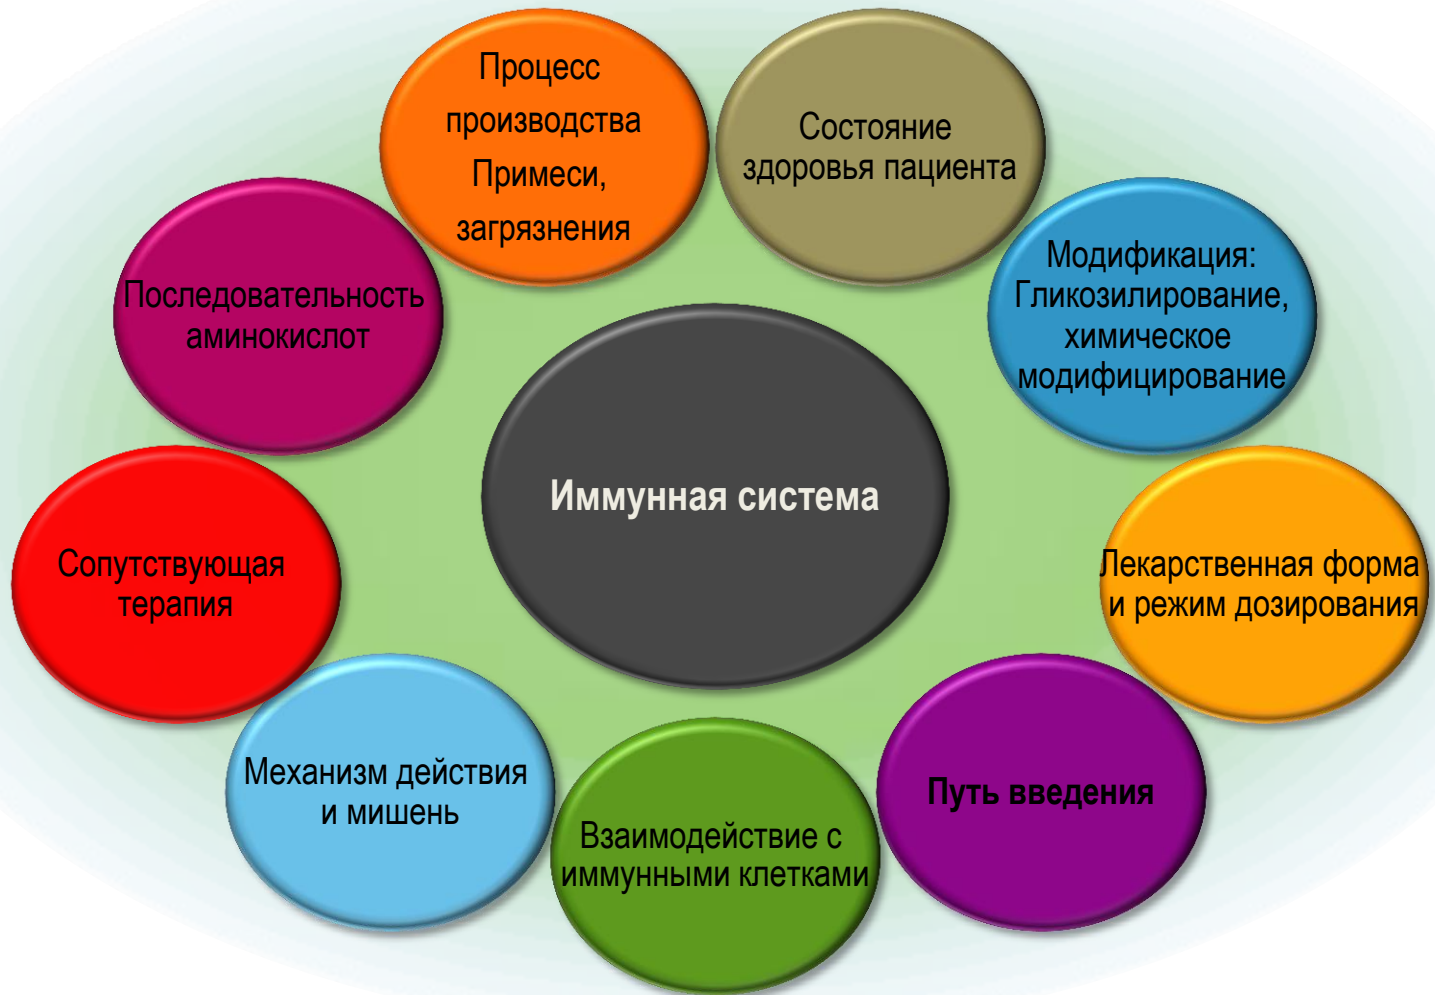 Процесс
производства
Примеси,
загрязнения
Состояние
здоровья пациента
Модификация:
Гликозилирование,
химическое
модифицирование
Последовательность
аминокислот
Иммунная система
Сопутствующая
терапия
Лекарственная форма
и режим дозирования
Механизм действия
и мишень
Путь введения
Взаимодействие с
иммунными клетками